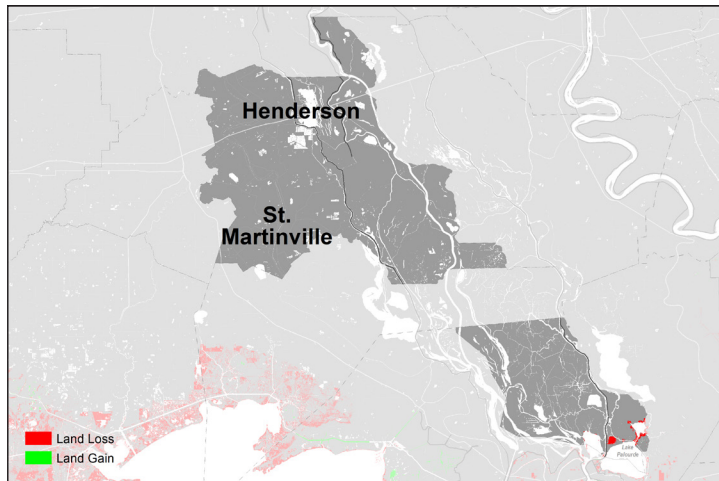 Henderson
St.
Martinville
Land Loss
Land Gain
Lake
Palourde